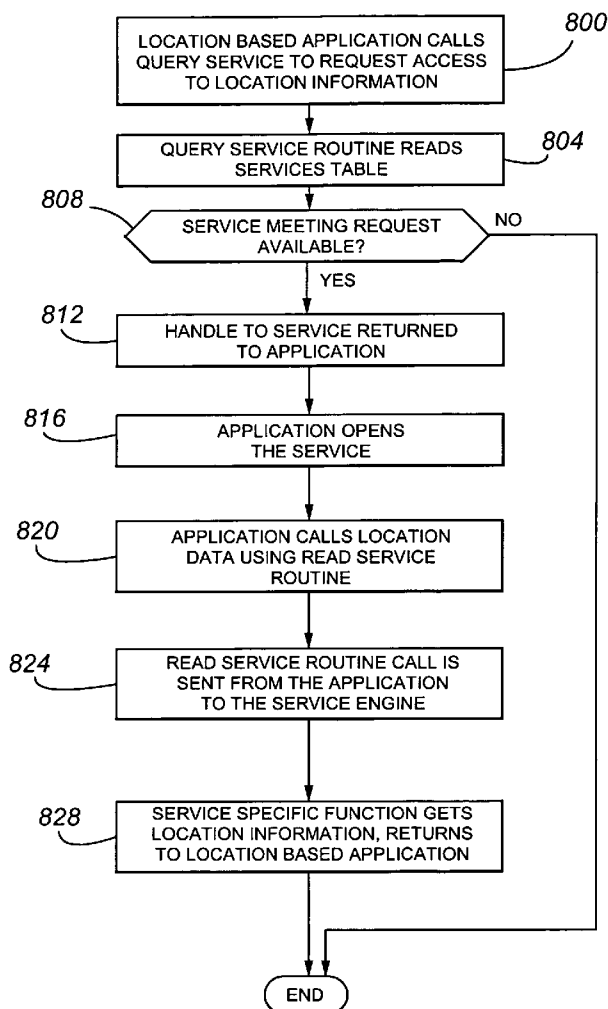 LOCATION BASED APPLICATION CALLS
QUERY SERVICE TO REQUEST ACCESS
TO LOCATION INFORMATION
800
QUERY SERVICE ROUTINE READS
SERVICES TABLE
804
808
SERVICE MEETING REQUEST
AVAILABLE?
NO
YES
812
HANDLE TO SERVICE RETURNED
TO APPLICATION
816
APPLICATION OPENS
THE SERVICE
820
APPLICATION CALLS LOCATION
DATA USING READ SERVICE
ROUTINE
824
READ SERVICE ROUTINE CALL IS
SENT FROM THE APPLICATION
TO THE SERVICE ENGINE
828
SERVICE SPECIFIC FUNCTION GETS
LOCATION INFORMATION, RETURNS
TO LOCATION BASED APPLICATION
END